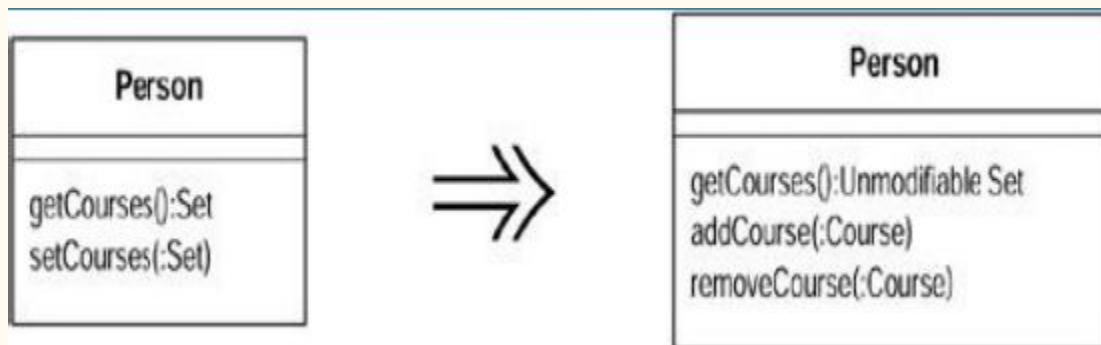 Person
getCourses():Set
setCourses(:Set)
Person
getCourses():Unmodifiable Set
addCourse(:Course)
removeCourse(:Course)